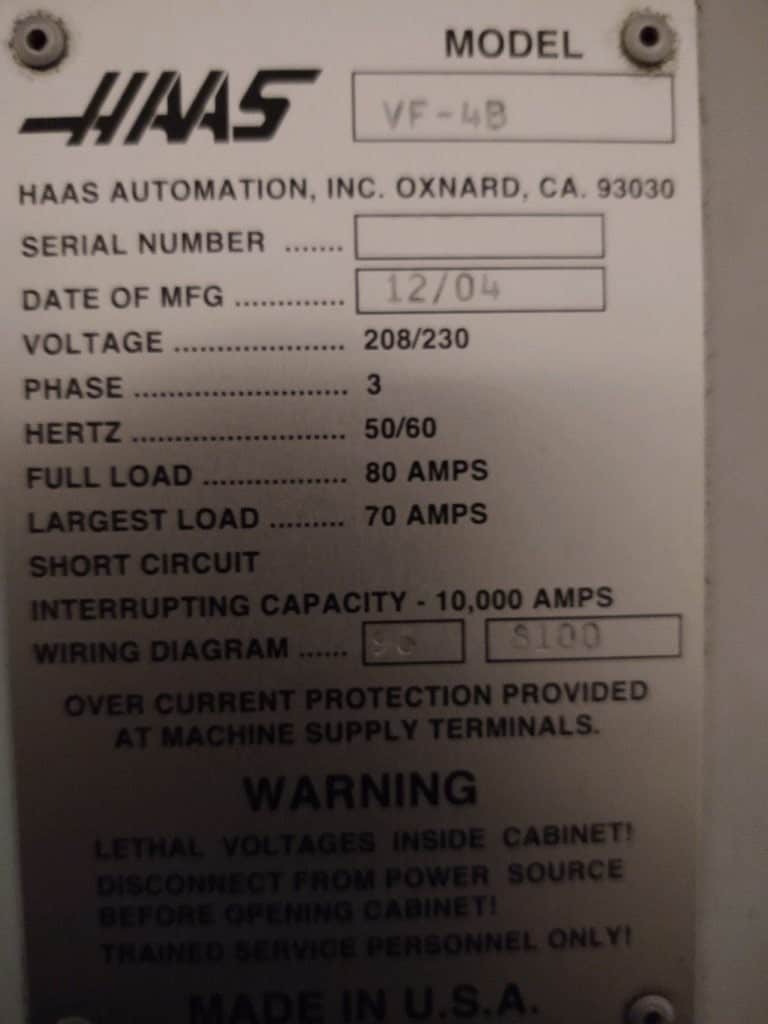 MODEL
HAAS
VF-4B
HAAS AUTOMATION, INC. OXNARD, CA. 93030
SERIAL NUMBER .......
DATE OF MFG ............. 12/04
VOLTAGE .................... 208/230
PHASE ......................... 3
HERTZ ......................... 50/60
FULL LOAD ................. 80 AMPS
LARGEST LOAD ......... 70 AMPS
SHORT CIRCUIT
INTERRUPTING CAPACITY - 10,000 AMPS
WIRING DIAGRAM ...... 8100
OVER CURRENT PROTECTION PROVIDED
AT MACHINE SUPPLY TERMINALS.
WARNING
LETHAL VOLTAGES INSIDE CABINET!
DISCONNECT FROM POWER SOURCE
BEFORE OPENING CABINET!
TRAINED SERVICE PERSONNEL ONLY!
MADE IN U.S.A.